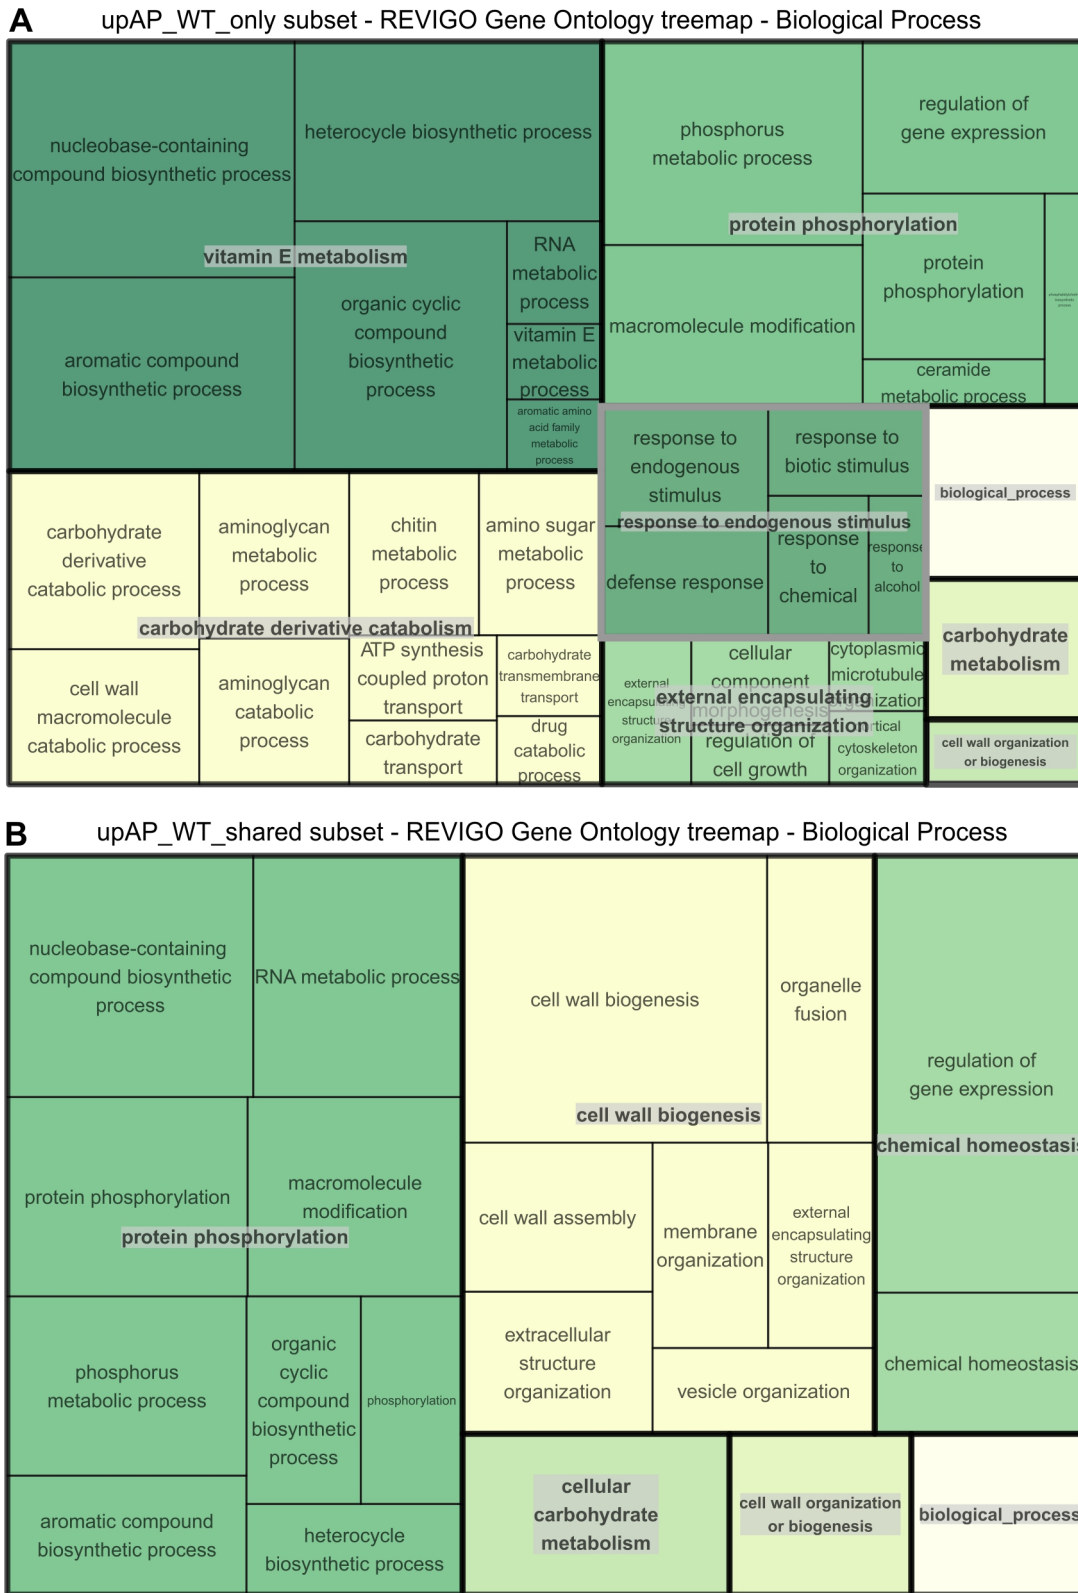 A
upAP_WT_only subset - REVIGO Gene Ontology treemap - Biological Process
nucleobase-containing
compound biosynthetic process
heterocycle biosynthetic process
vitamin E metabolism
aromatic compound
biosynthetic process
organic cyclic
compound
biosynthetic
process
RNA
metabolic
process
vitamin E
metabolic
process
aromatic amino
acid family
metabolic
process
phosphorus
metabolic process
regulation of
gene expression
protein phosphorylation
macromolecule modification
protein
phosphorylation
ceramide
metabolic process
carbohydrate
derivative
catabolic process
aminoglycan
metabolic
process
chitin
metabolic
process
amino sugar
metabolic
process
carbohydrate derivative catabolism
cell wall
macromolecule
catabolic process
aminoglycan
catabolic
process
ATP synthesis
coupled proton
transport
carbohydrate
transport
carbohydrate
transmembrane
transport
drug
catabolic
process
response to
endogenous
stimulus
response to
biotic stimulus
response to endogenous stimulus
defense response
response
to
chemical
response
to
alcohol
external
encapsulating
structure
organization
cellular
component
morphogenesis
regulation of
cell growth
cytoplasmic
microtubule
organization
cortical
cytoskeleton
organization
external encapsulating
structure organization
biological_process
carbohydrate
metabolism
cell wall organization
or biogenesis
B
upAP_WT_shared subset - REVIGO Gene Ontology treemap - Biological Process
nucleobase-containing
compound biosynthetic
process
RNA metabolic process
protein phosphorylation
macromolecule
modification
protein phosphorylation
phosphorus
metabolic process
organic
cyclic
compound
biosynthetic
process
phosphorylation
aromatic compound
biosynthetic process
heterocycle
biosynthetic process
cell wall biogenesis
organelle
fusion
cell wall biogenesis
cell wall assembly
membrane
organization
external
encapsulating
structure
organization
extracellular
structure
organization
vesicle organization
regulation of
gene expression
chemical homeostasis
chemical homeostasis
cellular
carbohydrate
metabolism
cell wall organization
or biogenesis
biological_process